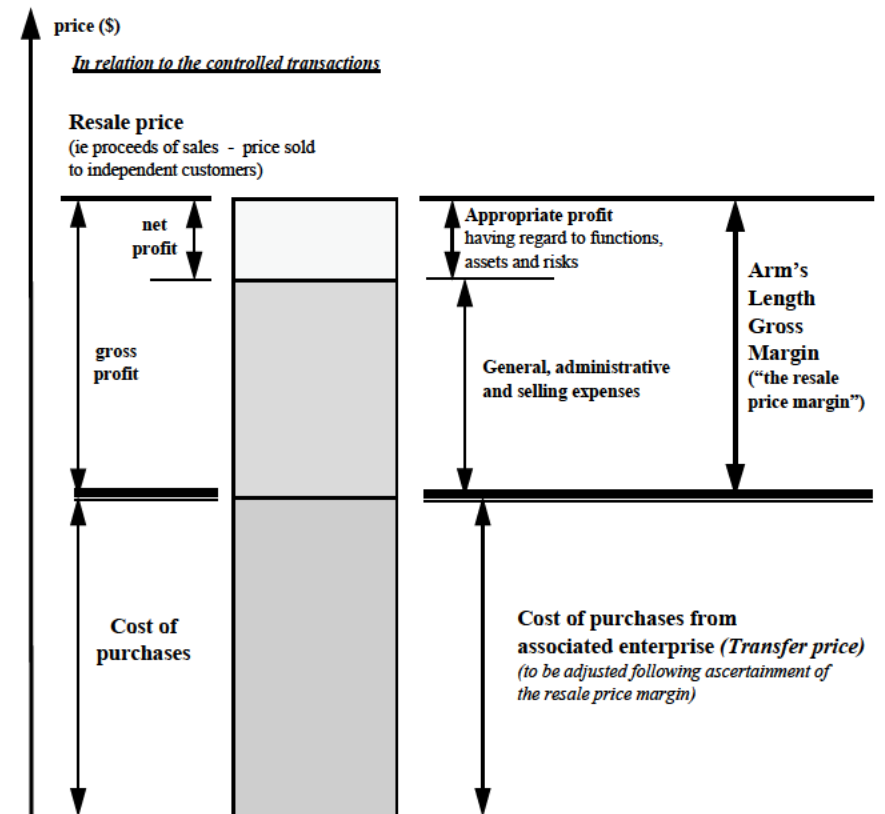 price ($)
In relation to the controlled transactions
Resale price
(ie proceeds of sales - price sold
to independent customers)
net
profit
Appropriate profit
having regard to functions,
assets and risks
Arm's
Length
Gross
Margin
("the resale
price margin")
gross
profit
General, administrative
and selling expenses
Cost of
purchases
Cost of purchases from
associated enterprise (Transfer price)
(to be adjusted following ascertainment of
the resale price margin)